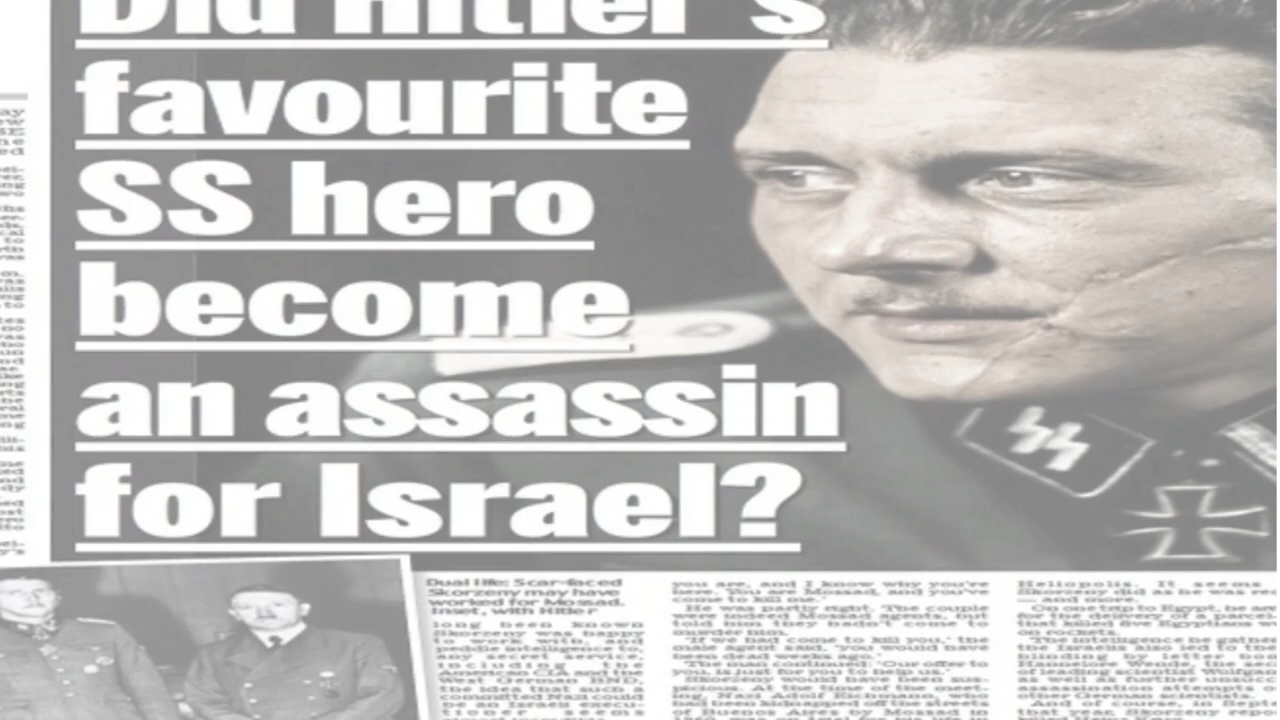 Did Hitler's
favourite
SS hero
become
an assassin
for Israel?
Dual life: Scar-faced
Skorzeny may have
worked for Mossad.
Inset, with Hitler
long been known
Skorzeny was happy
to work with, and
peddle intelligence to,
any secret service,
including the
American CIA and the
West German BND,
the idea that such a
committed Nazi could
be an Israeli execu-
tioner seems
you are, and I know why you're
here. You are Mossad, and you've
come to kill me.'
He was partly right. The couple
were indeed Mossad agents, but
told him they hadn't come to
murder him.
'If we had come to kill you,' the
male agent said, 'you would have
been dead weeks ago.'
The man continued: 'Our offer to
you, is just for you to help us.'
Skorzeny would have been sus-
picious. At the time of the meet-
ing, Nazi Adolf Eichmann, who
had been kidnapped off the streets
of Buenos Aires by Mossad in
Heliopolis. It seems
Skorzeny did as he was
and more.
On one trip to Egypt, he
for the delivery of a
that killed five Egyptians
on rockets.
The intelligence he
the Israelis also led to the
blinding by letter
Hannelore Wende, the
of leading scientist
as well as further
assassination attempts
other German scientists.
And of course, in
that year, Skorzeny